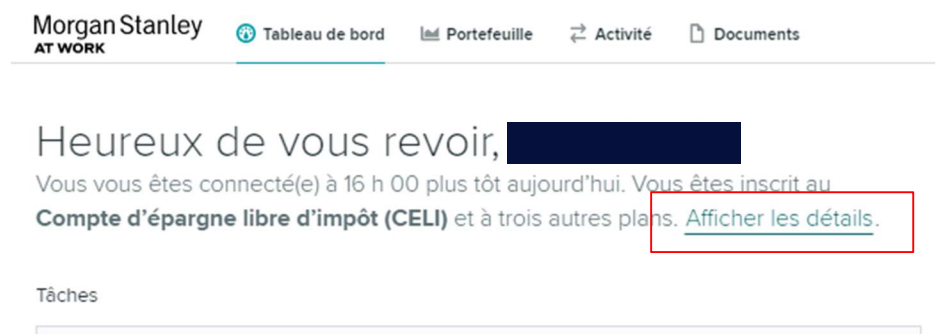 Morgan Stanley
AT WORK
Tableau de bord Portefeuille Activité Documents
Heureux de vous revoir,
Vous vous êtes connecté(e) à 16 h 00 plus tôt aujourd’hui. Vous êtes inscrit au
Compte d’épargne libre d’impôt (CELI) et à trois autres plans. Afficher les détails.
Tâches